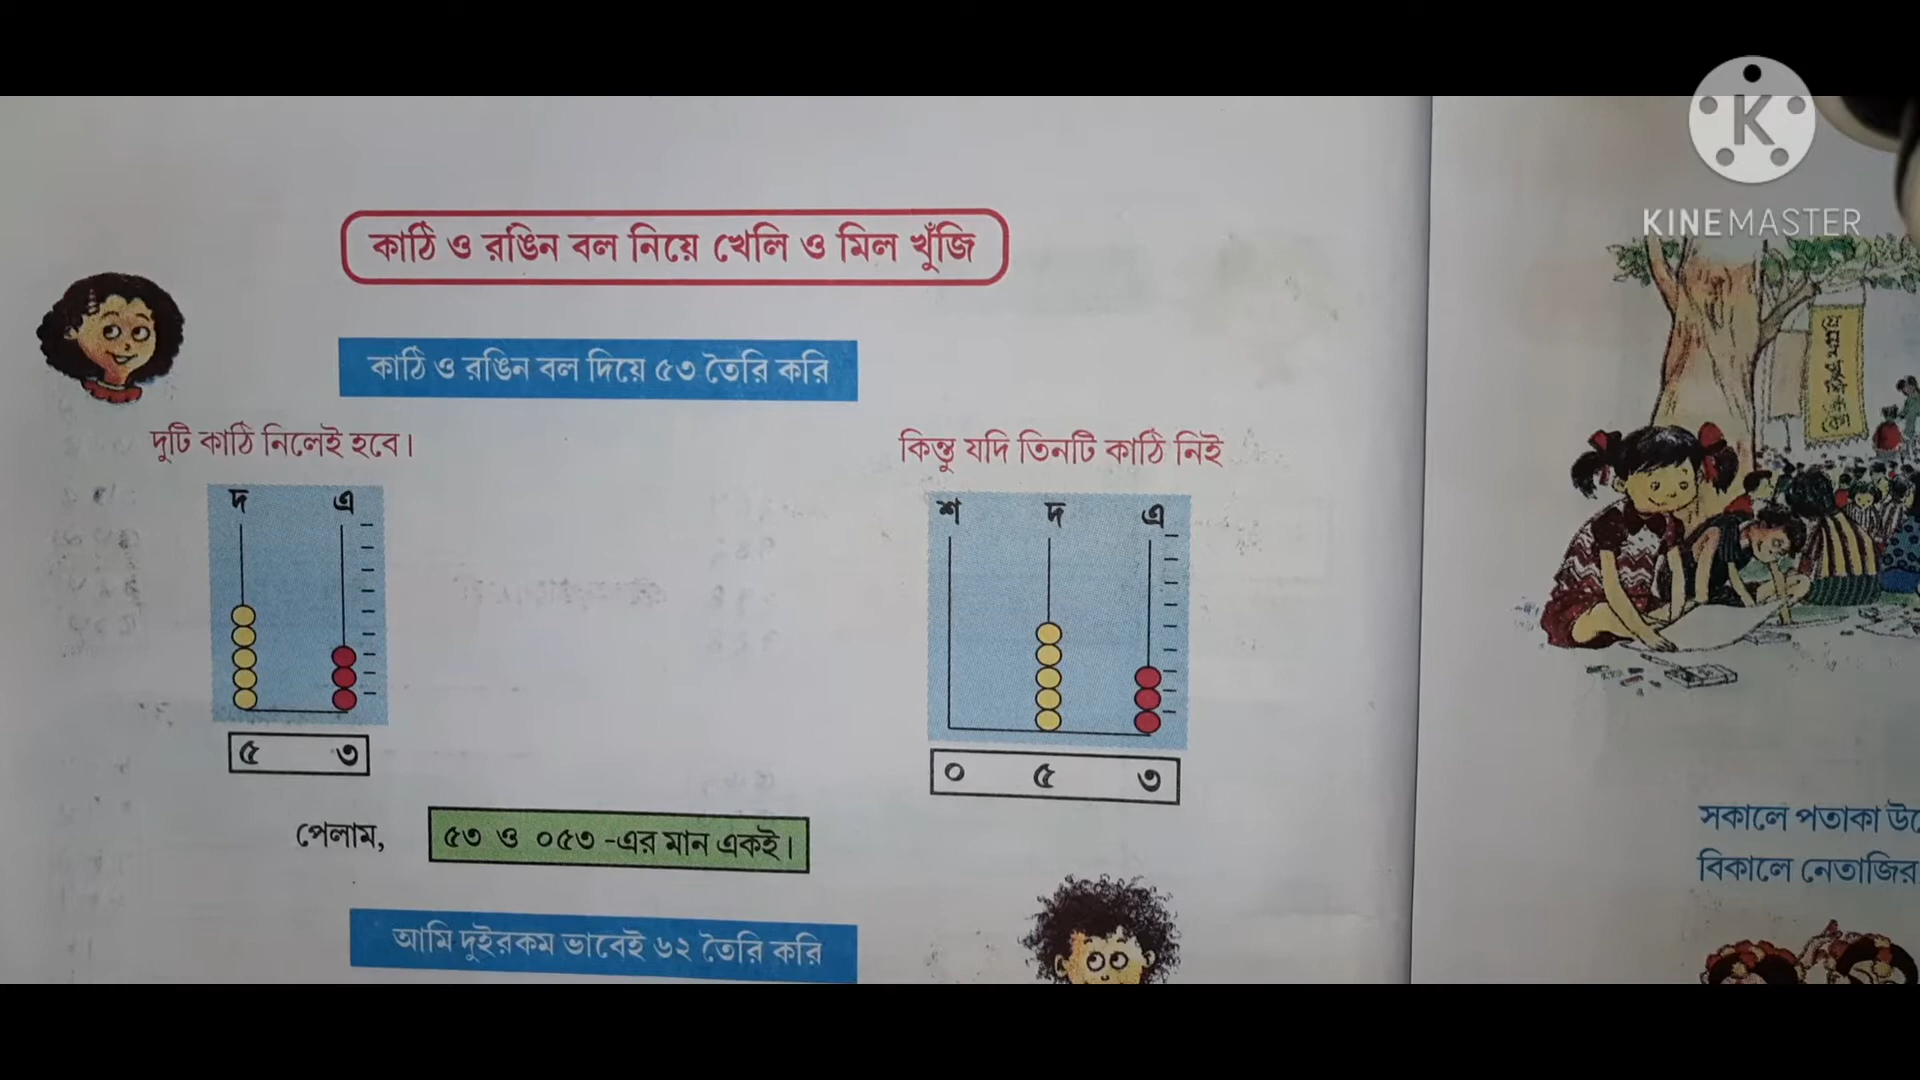 KINEMASTER
কাঠি ও রঙিন বল নিয়ে খেলি ও মিল খুঁজি
কাঠি ও রঙিন বল দিয়ে ৫৩ তৈরি করি
দুটি কাঠি নিলেই হবে।
কিন্তু যদি তিনটি কাঠি নিই
দ এ
শ দ এ
৫ ৩
০ ৫ ৩
পেলাম, ৫৩ ও ০৫৩ -এর মান একই।
আমি দুইরকম ভাবেই ৬২ তৈরি করি
সকালে পতাকা
বিকালে নেতাজির